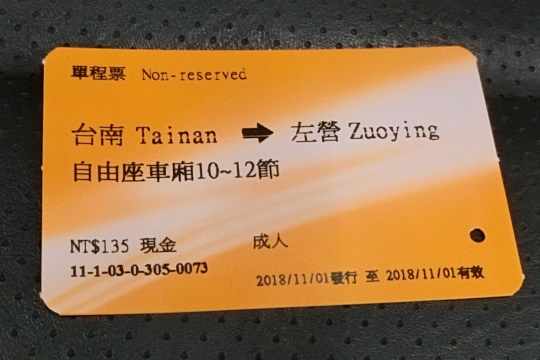 單程票 Non-reserved
台南 Tainan ➡ 左營 Zuoying
自由座車廂10~12節
NT$135 現金 成人
11-1-03-0-305-0073
2018/11/01發行 至 2018/11/01有效